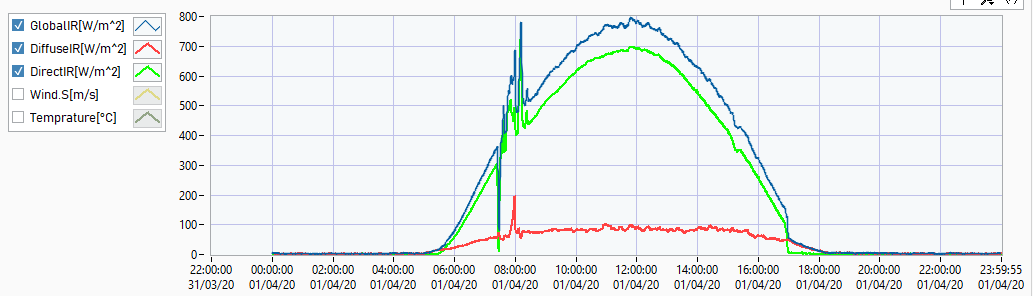 GlobalIR[W/m^2]
DiffuseIR[W/m^2]
DirectIR[W/m^2]
Wind.S[m/s]
Temprature[°C]
800
700
600
500
400
300
200
100
0
22:00:00 00:00:00 02:00:00 04:00:00 06:00:00 08:00:00 10:00:00 12:00:00 14:00:00 16:00:00 18:00:00 20:00:00 22:00:00 23:59:55
31/03/20 01/04/20 01/04/20 01/04/20 01/04/20 01/04/20 01/04/20 01/04/20 01/04/20 01/04/20 01/04/20 01/04/20 01/04/20 01/04/20